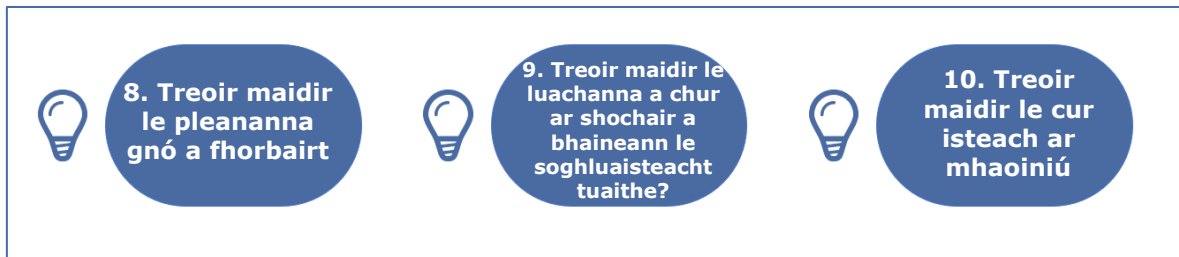 8. Treoir maidir
le pleananna
gnó a fhorbairt
9. Treoir maidir le
luachanna a chur
ar shochair a
bhaineann le
soghluaisteacht
tuaithe?
10. Treoir
maidir le cur
isteach ar
mhaoiniú